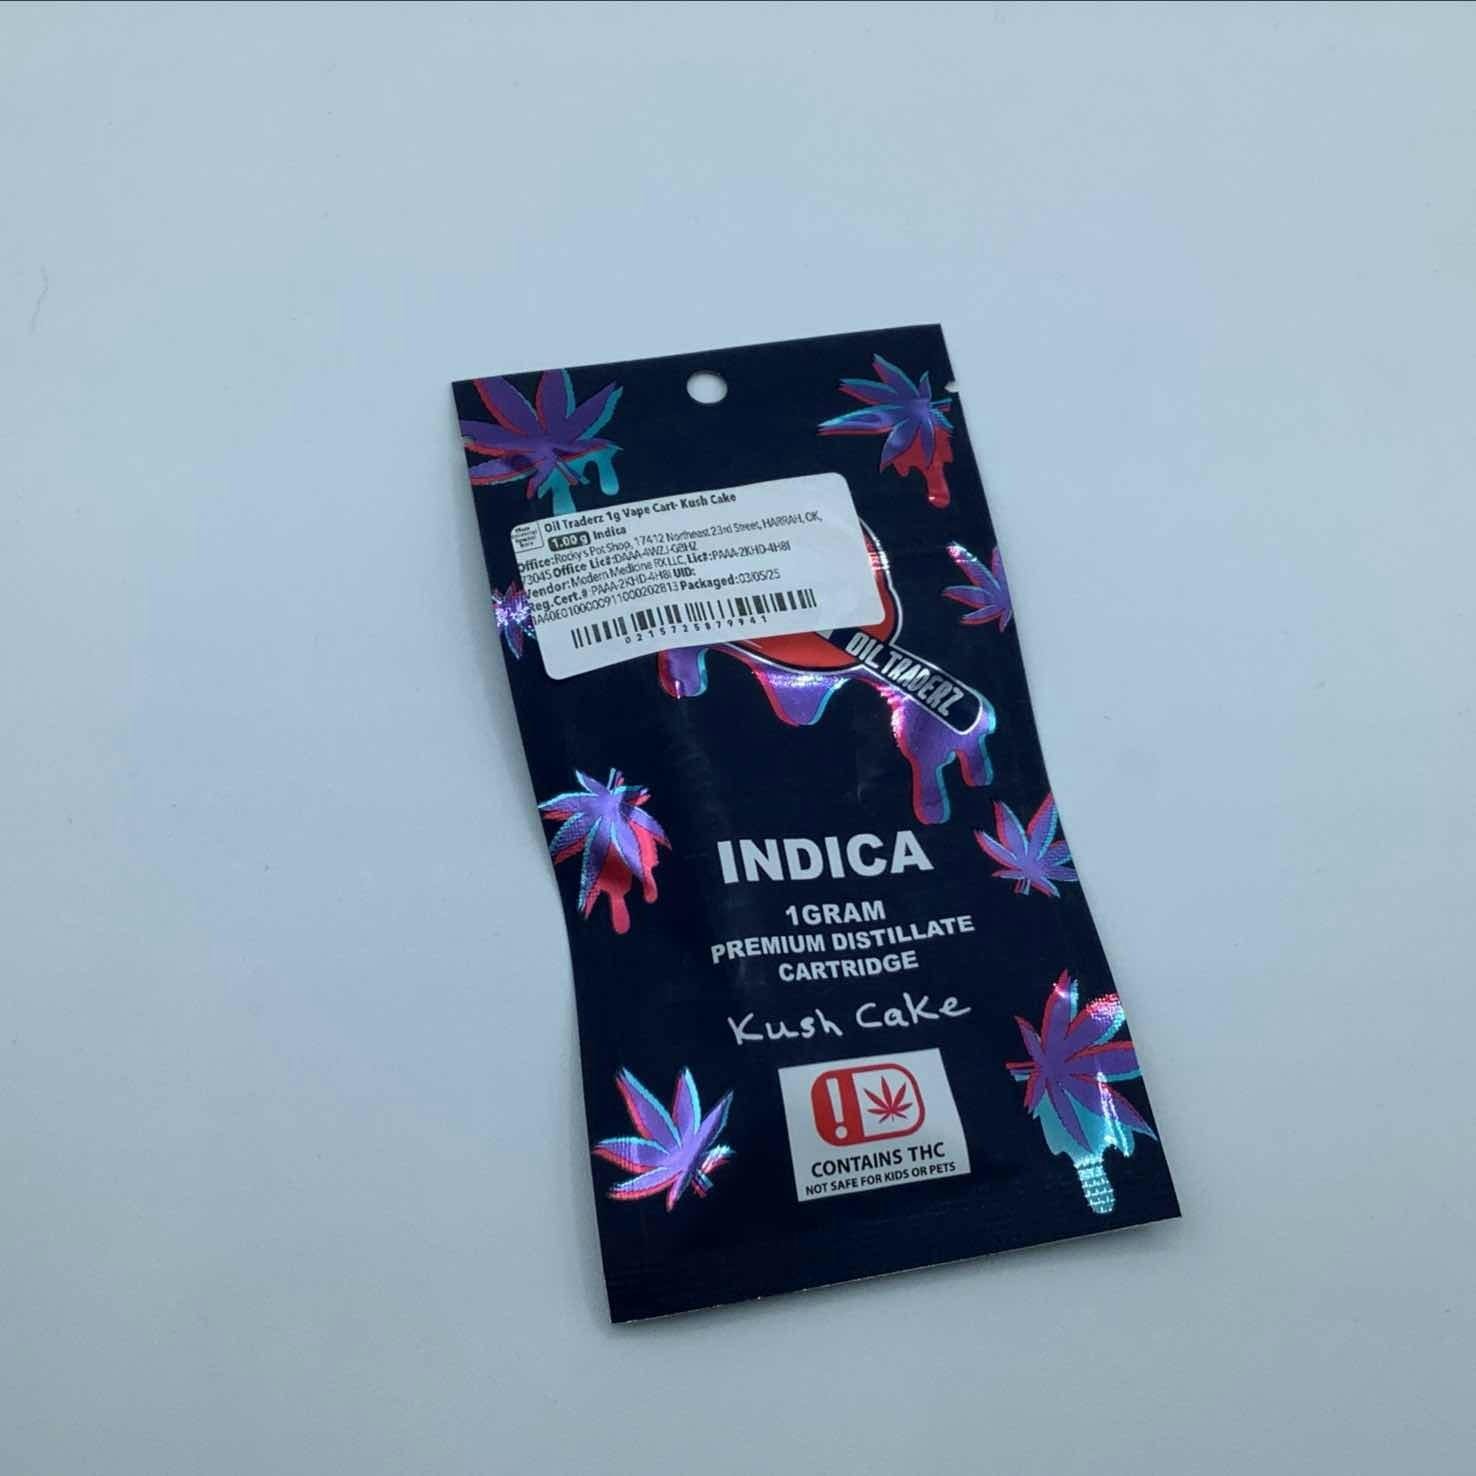 Oil Traderz 1g Vape Cart- Kush Cake
1.00 g Indica
Office:Rocky's Pot Shop, 17412 Northeast 23rd Street, HARRAH, OK,
73045 Office Lic#:DAAA-4WZJ-GBHZ
Vendor:Modern Medicine RX LLC, Lic#:PAAA-2KHD-4H8I
Reg.Cert.#:PAAA-2KHD-4H8I UID:
1A40E0100000911000202813 Packaged:03/05/25
0215725879941
OIL TRADERZ
INDICA
1GRAM
PREMIUM DISTILLATE
CARTRIDGE
Kush Cake
CONTAINS THC
NOT SAFE FOR KIDS OR PETS